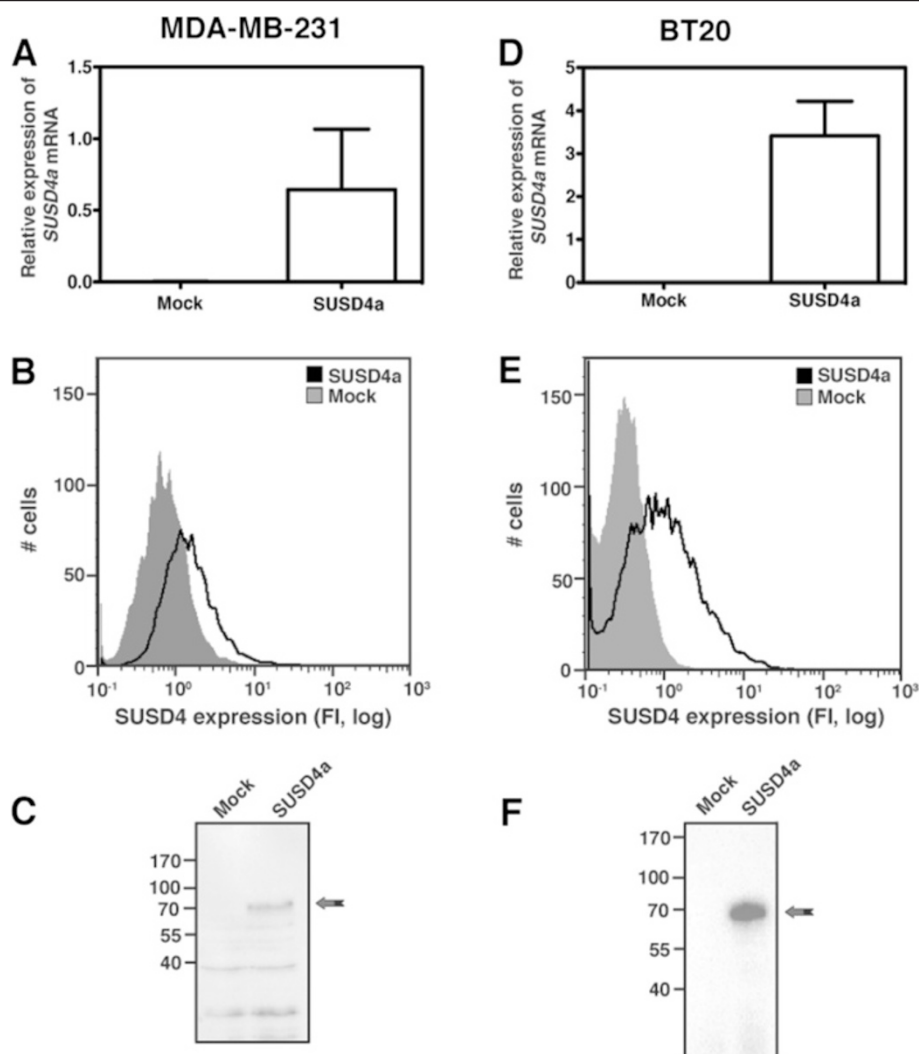 MDA-MB-231
A
Relative expression of
SUSD4a mRNA
1.5
1.0
0.5
0.0
Mock SUSD4a
BT20
D
Relative expression of
SUSD4a mRNA
5
4
3
2
1
0
Mock SUSD4a
B
# cells
150
100
50
0
SUSD4a
Mock
10-1 100 101 102 103
SUSD4 expression (FI, log)
E
# cells
150
100
50
0
SUSD4a
Mock
10-1 100 101 102 103
SUSD4 expression (FI, log)
C
Mock SUSD4a
170
100
70
55
40
F
Mock SUSD4a
170
100
70
55
40